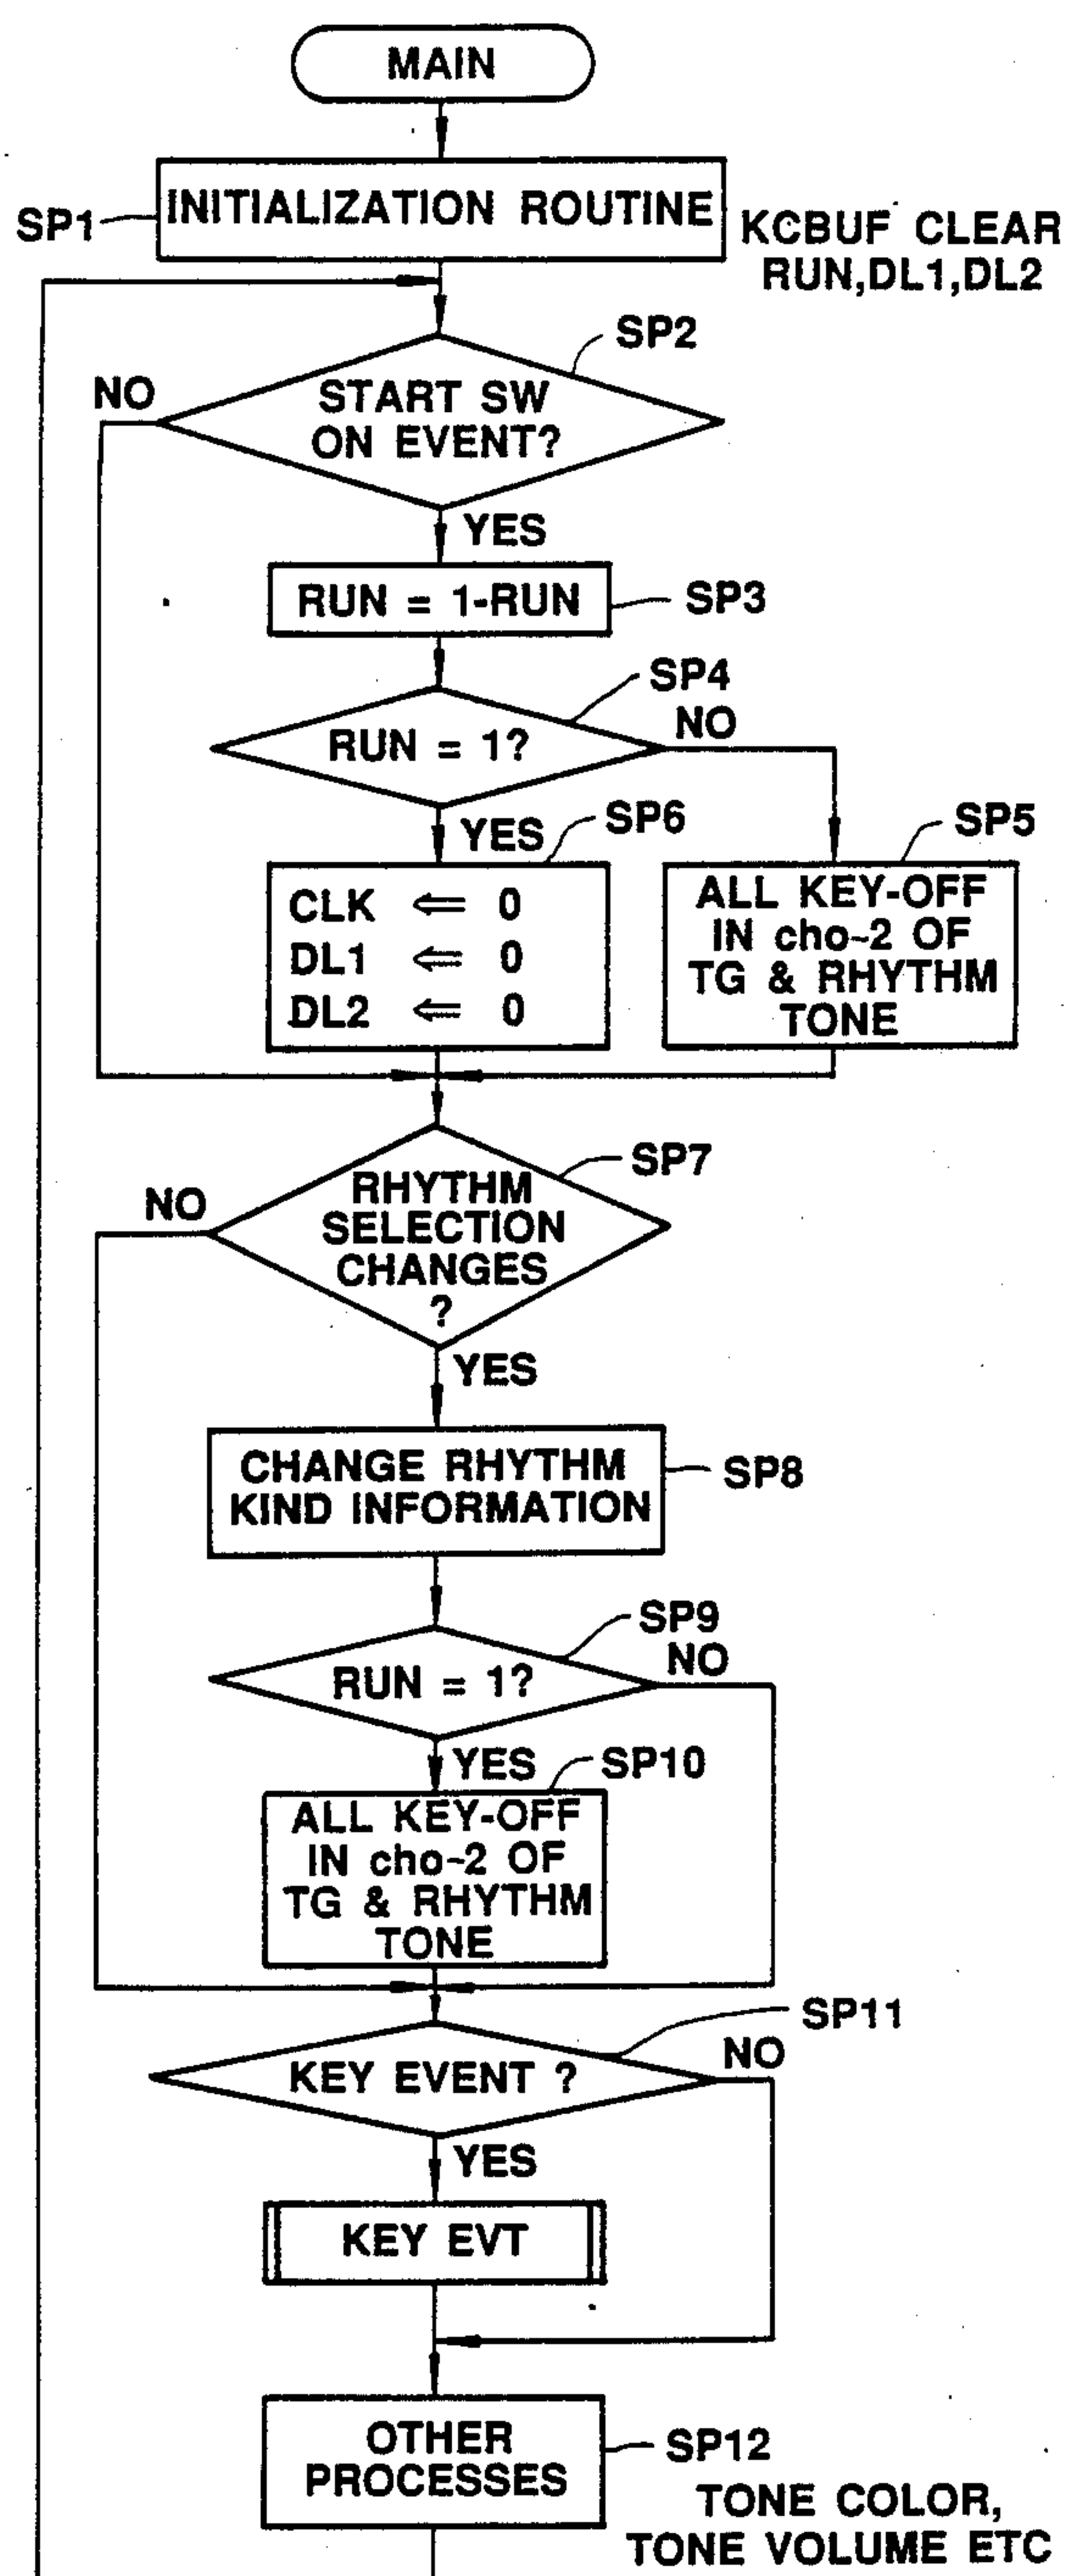 MAIN
INITIALIZATION ROUTINE
SP1
KCBUF CLEAR
RUN,DL1,DL2
SP2
NO
START SW
ON EVENT?
YES
RUN = 1-RUN
SP3
SP4
RUN = 1?
NO
YES
SP6
SP5
CLK ⇐ 0
DL1 ⇐ 0
DL2 ⇐ 0
ALL KEY-OFF
IN cho~2 OF
TG & RHYTHM
TONE
SP7
NO
RHYTHM
SELECTION
CHANGES
?
YES
CHANGE RHYTHM
KIND INFORMATION
SP8
SP9
RUN = 1?
NO
YES
SP10
ALL KEY-OFF
IN cho~2 OF
TG & RHYTHM
TONE
SP11
KEY EVENT ?
NO
YES
KEY EVT
OTHER
PROCESSES
SP12
TONE COLOR,
TONE VOLUME ETC